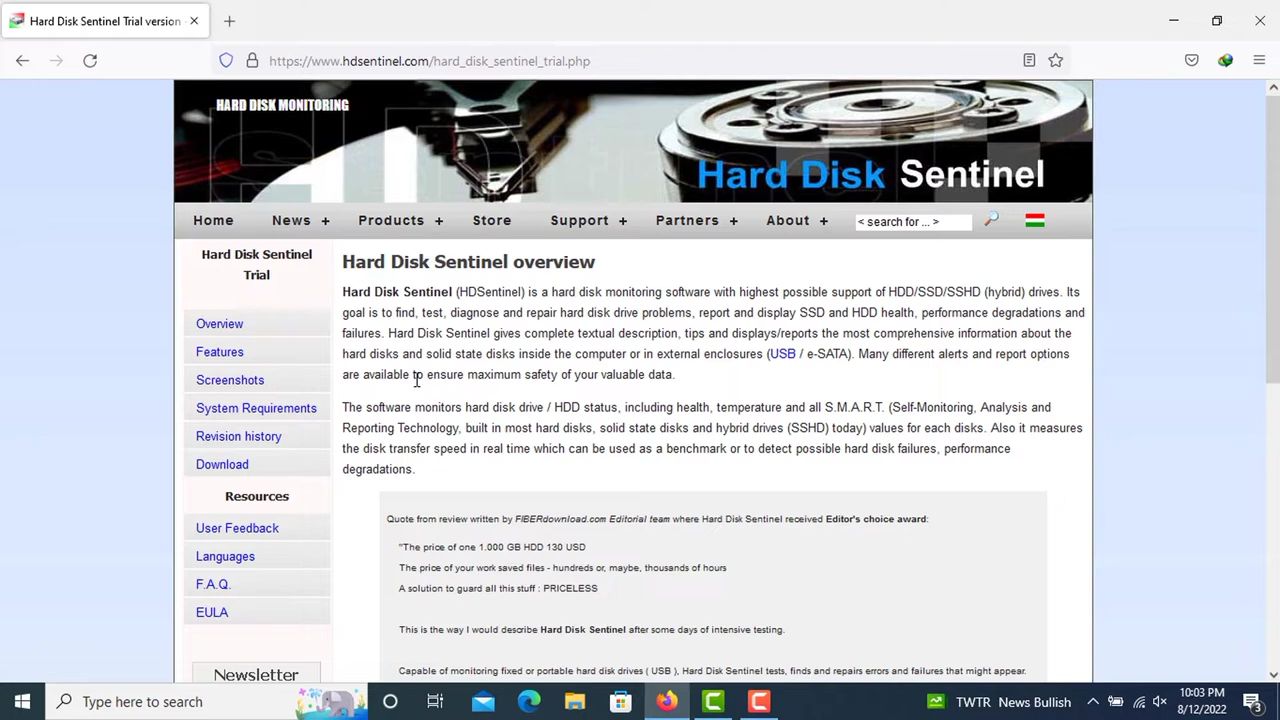 Hard Disk Sentinel Trial version
https://www.hdsentinel.com/hard_disk_sentinel_trial.php
HARD DISK MONITORING
Hard Disk Sentinel
Home News + Products + Store Support + Partners + About + < search for ... >
Hard Disk Sentinel
Trial
Overview
Features
Screenshots
System Requirements
Revision history
Download
Resources
User Feedback
Languages
F.A.Q.
EULA
Newsletter
Hard Disk Sentinel overview
Hard Disk Sentinel (HDSentinel) is a hard disk monitoring software with highest possible support of HDD/SSD/SSHD (hybrid) drives. Its
goal is to find, test, diagnose and repair hard disk drive problems, report and display SSD and HDD health, performance degradations and
failures. Hard Disk Sentinel gives complete textual description, tips and displays/reports the most comprehensive information about the
hard disks and solid state disks inside the computer or in external enclosures (USB / e-SATA). Many different alerts and report options
are available to ensure maximum safety of your valuable data.
The software monitors hard disk drive / HDD status, including health, temperature and all S.M.A.R.T. (Self-Monitoring, Analysis and
Reporting Technology, built in most hard disks, solid state disks and hybrid drives (SSHD) today) values for each disks. Also it measures
the disk transfer speed in real time which can be used as a benchmark or to detect possible hard disk failures, performance
degradations.
Quote from review written by FIBERdownload.com Editorial team where Hard Disk Sentinel received Editor's choice award:
"The price of one 1.000 GB HDD 130 USD
The price of your work saved files - hundreds or, maybe, thousands of hours
A solution to guard all this stuff : PRICELESS
This is the way I would describe Hard Disk Sentinel after some days of intensive testing.
Capable of monitoring fixed or portable hard disk drives ( USB ), Hard Disk Sentinel tests, finds and repairs errors and failures that might appear.
Type here to search
TWTR News Bullish
10:03 PM
8/12/2022
3